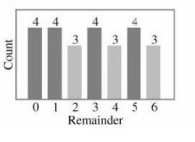 4 4 3 4 3 4 3
Count
0 1 2 3 4 5 6
Remainder